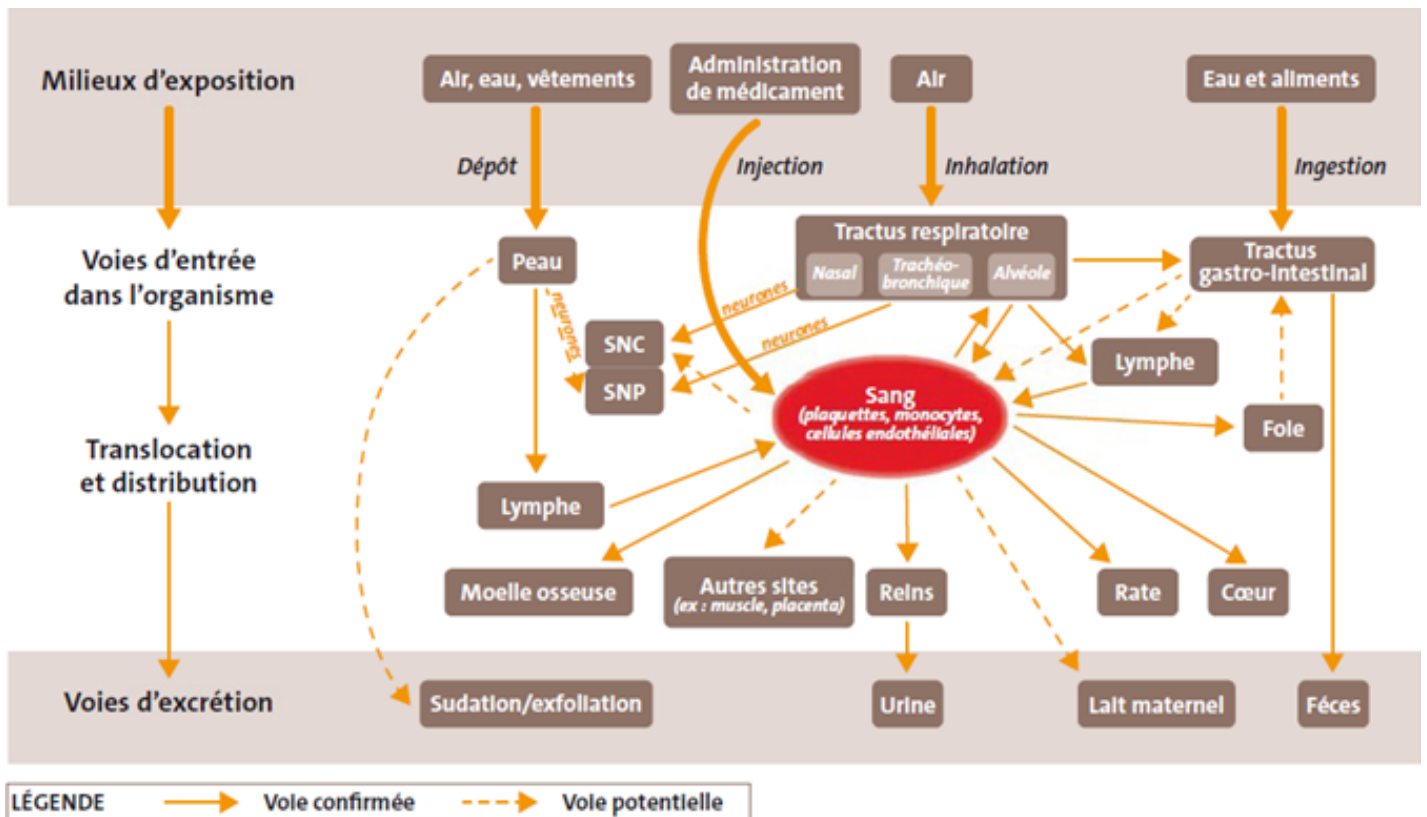 Milieux d'exposition
Air, eau, vêtements
Administration
de médicament
Air
Eau et aliments
Dépôt
Injection
Inhalation
Ingestion
Voies d'entrée
dans l'organisme
Peau
Tractus respiratoire
Nasal
Trachéo-
bronchique
Alvéole
Tractus
gastro-intestinal
neurones
neurones
neurones
SNC
SNP
Lymphe
Sang
(plaquettes, monocytes,
cellules endothéliales)
Foie
Translocation
et distribution
Lymphe
Moelle osseuse
Autres sites
(ex : muscle, placenta)
Reins
Rate
Cœur
Voies d'excrétion
Sudation/exfoliation
Urine
Lait maternel
Féces
LÉGENDE
Voie confirmée
Voie potentielle